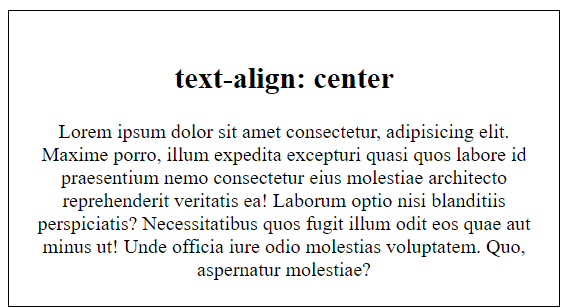 text-align: center
Lorem ipsum dolor sit amet consectetur, adipisicing elit.
Maxime porro, illum expedita excepturi quasi quos labore id
praesentium nemo consectetur eius molestiae architecto
reprehenderit veritatis ea! Laborum optio nisi blanditiis
perspiciatis? Necessitatibus quos fugit illum odit eos quae aut
minus ut! Unde officia iure odio molestias voluptatem. Quo,
aspernatur molestiae?